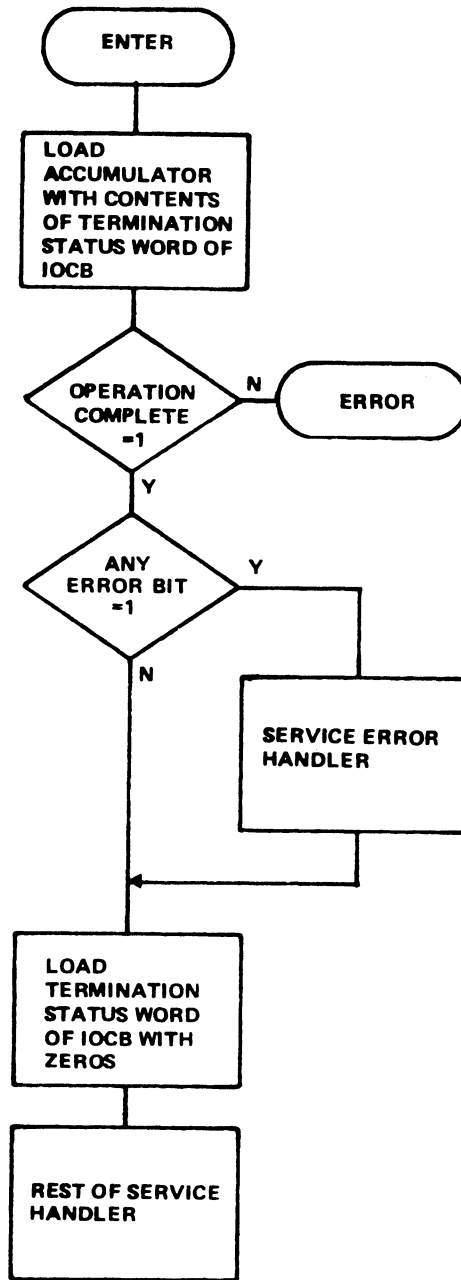 ENTER
LOAD
ACCUMULATOR
WITH CONTENTS
OF TERMINATION
STATUS WORD OF
IOCB
OPERATION
COMPLETE
=1
N
ERROR
Y
ANY
ERROR BIT
=1
Y
N
SERVICE ERROR
HANDLER
LOAD
TERMINATION
STATUS WORD
OF IOCB WITH
ZEROS
REST OF SERVICE
HANDLER